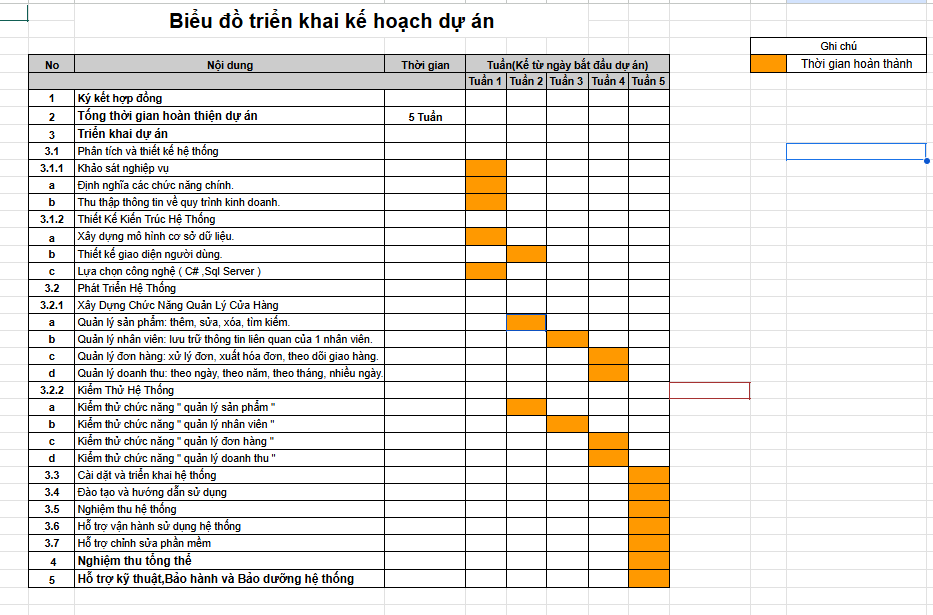 Biểu đồ triển khai kế hoạch dự án
Ghi chú
Thời gian hoàn thành
No Nội dung Thời gian Tuần(Kể từ ngày bắt đầu dự án)
Tuần 1 Tuần 2 Tuần 3 Tuần 4 Tuần 5
1 Ký kết hợp đồng
2 Tổng thời gian hoàn thiện dự án 5 Tuần
3 Triển khai dự án
3.1 Phân tích và thiết kế hệ thống
3.1.1 Khảo sát nghiệp vụ
a Định nghĩa các chức năng chính.
b Thu thập thông tin về quy trình kinh doanh.
3.1.2 Thiết Kế Kiến Trúc Hệ Thống
a Xây dựng mô hình cơ sở dữ liệu.
b Thiết kế giao diện người dùng.
c Lựa chọn công nghệ ( C# ,Sql Server )
3.2 Phát Triển Hệ Thống
3.2.1 Xây Dựng Chức Năng Quản Lý Cửa Hàng
a Quản lý sản phẩm: thêm, sửa, xóa, tìm kiếm.
b Quản lý nhân viên: lưu trữ thông tin liên quan của 1 nhân viên.
c Quản lý đơn hàng: xử lý đơn, xuất hóa đơn, theo dõi giao hàng.
d Quản lý doanh thu: theo ngày, theo năm, theo tháng, nhiều ngày.
3.2.2 Kiểm Thử Hệ Thống
a Kiểm thử chức năng " quản lý sản phẩm "
b Kiểm thử chức năng " quản lý nhân viên "
c Kiểm thử chức năng " quản lý đơn hàng "
d Kiểm thử chức năng " quản lý doanh thu "
3.3 Cài đặt và triển khai hệ thống
3.4 Đào tạo và hướng dẫn sử dụng
3.5 Nghiệm thu hệ thống
3.6 Hỗ trợ vận hành sử dụng hệ thống
3.7 Hỗ trợ chỉnh sửa phần mềm
4 Nghiệm thu tổng thể
5 Hỗ trợ kỹ thuật,Bảo hành và Bảo dưỡng hệ thống